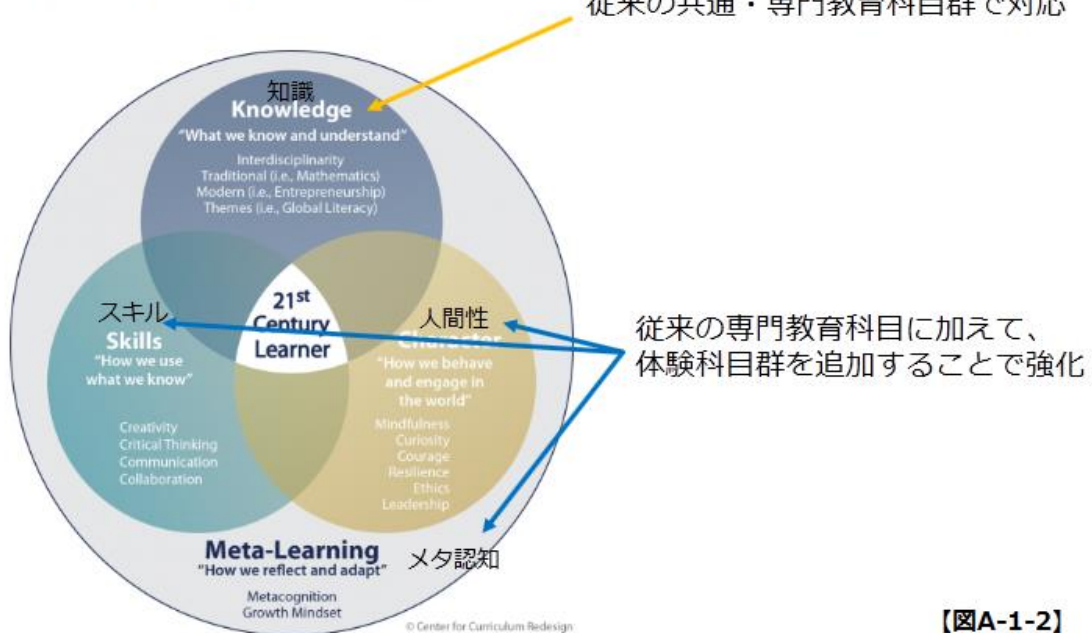 従来の共通・専門教育科目群で対応
知識
Knowledge
"What we know and understand"
Interdisciplinarity
Traditional (i.e., Mathematics)
Modern (i.e., Entrepreneurship)
Themes (i.e., Global Literacy)
スキル
Skills
"How we use
what we know"
Creativity
Critical Thinking
Communication
Collaboration
21st
Century
Learner
人間性
Character
"How we behave
and engage in
the world"
Mindfulness
Curiosity
Courage
Resilience
Ethics
Leadership
従来の専門教育科目に加えて、
体験科目群を追加することで強化
Meta-Learning
"How we reflect and adapt"
メタ認知
Metacognition
Growth Mindset
© Center for Curriculum Redesign
【図A-1-2】